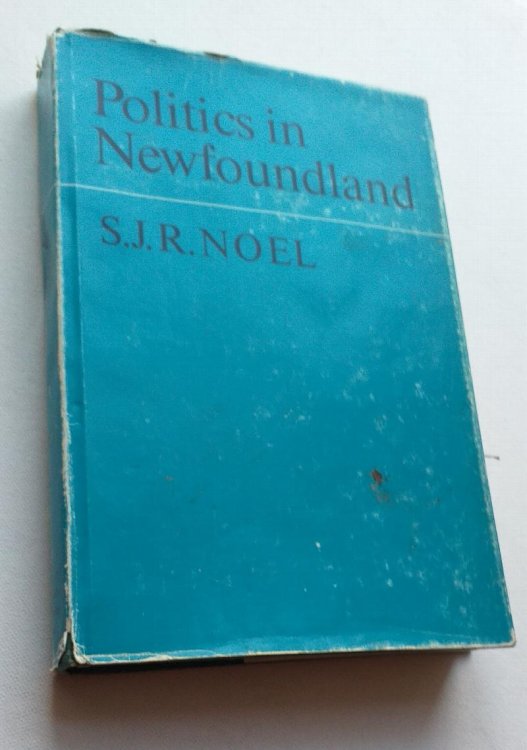 Politics in
Newfoundland
S.J.R. NOEL